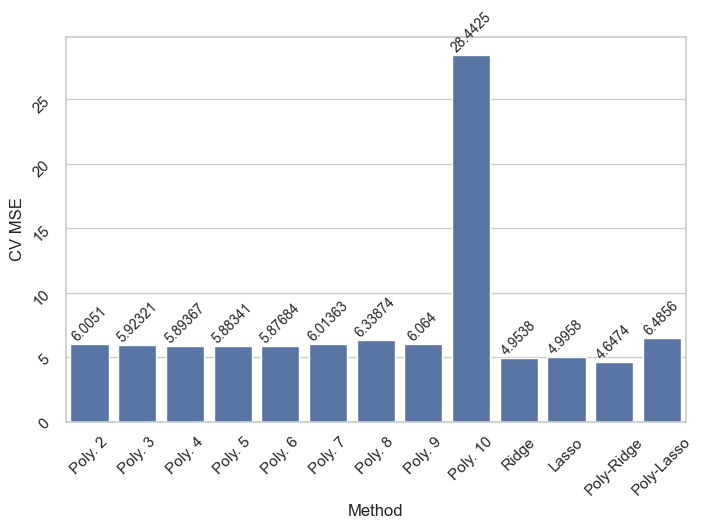 28.4425
25
20
15
10
5
0
CV MSE
6.0051
5.92321
5.89367
5.88341
5.87684
6.01363
6.33874
6.064
4.9538
4.9958
4.6474
6.4856
Poly. 2
Poly. 3
Poly. 4
Poly. 5
Poly. 6
Poly. 7
Poly. 8
Poly. 9
Poly. 10
Ridge
Lasso
Poly-Ridge
Poly-Lasso
Method